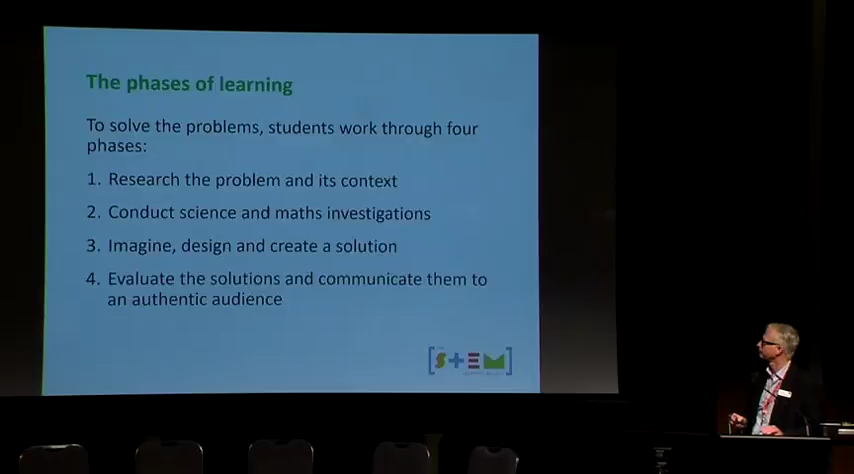 The phases of learning
To solve the problems, students work through four
phases:
1. Research the problem and its context
2. Conduct science and maths investigations
3. Imagine, design and create a solution
4. Evaluate the solutions and communicate them to
an authentic audience
[STEM]